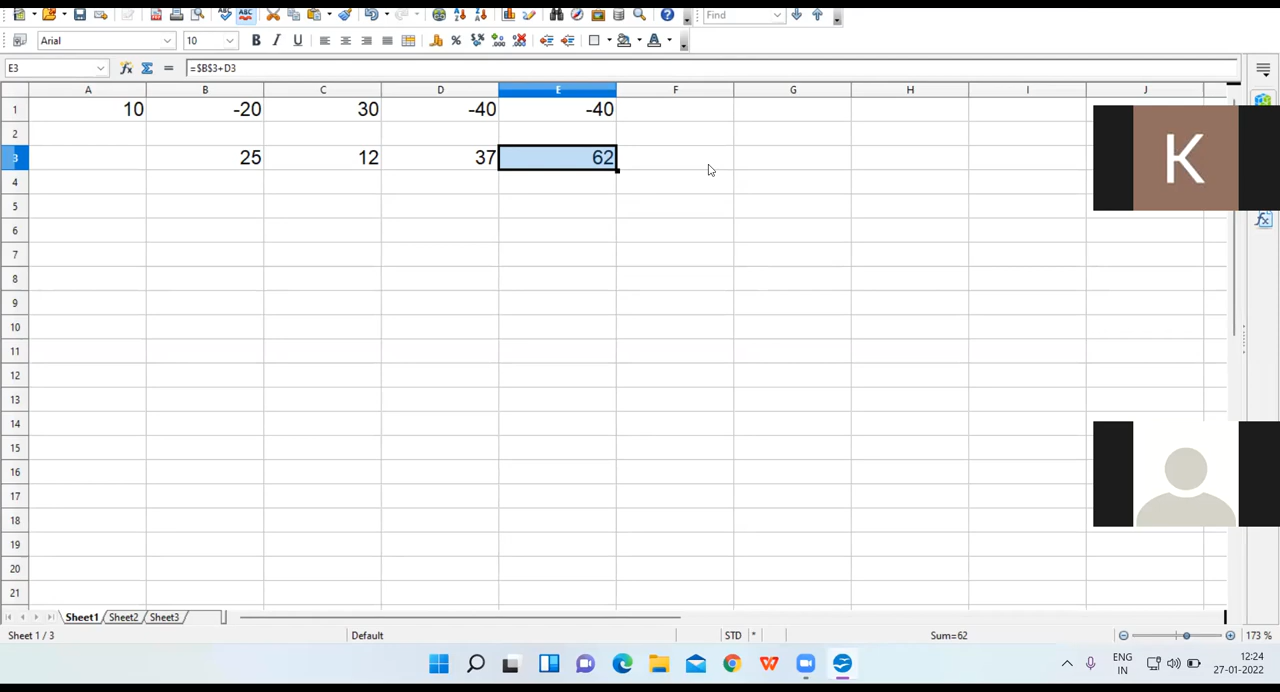 Find
Arial 10 B I U %
E3 = =$B$3+D3
A B C D E F G H I J
1 10 -20 30 -40 -40
2
3 25 12 37 62
4
5
6
7
8
9
10
11
12
13
14
15
16
17
18
19
20
21
K
Sheet1 Sheet2 Sheet3
Sheet 1 / 3 Default STD * Sum=62 173 %
ENG 12:24
IN 27-01-2022